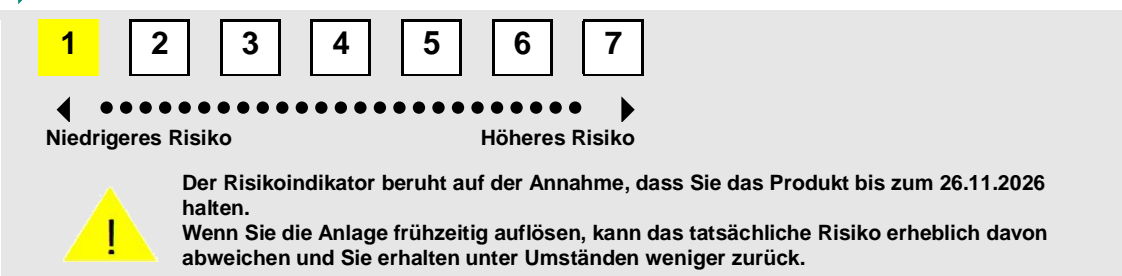 1 2 3 4 5 6 7
Niedrigeres Risiko Höheres Risiko
Der Risikoindikator beruht auf der Annahme, dass Sie das Produkt bis zum 26.11.2026
halten.
Wenn Sie die Anlage frühzeitig auflösen, kann das tatsächliche Risiko erheblich davon
abweichen und Sie erhalten unter Umständen weniger zurück.
!